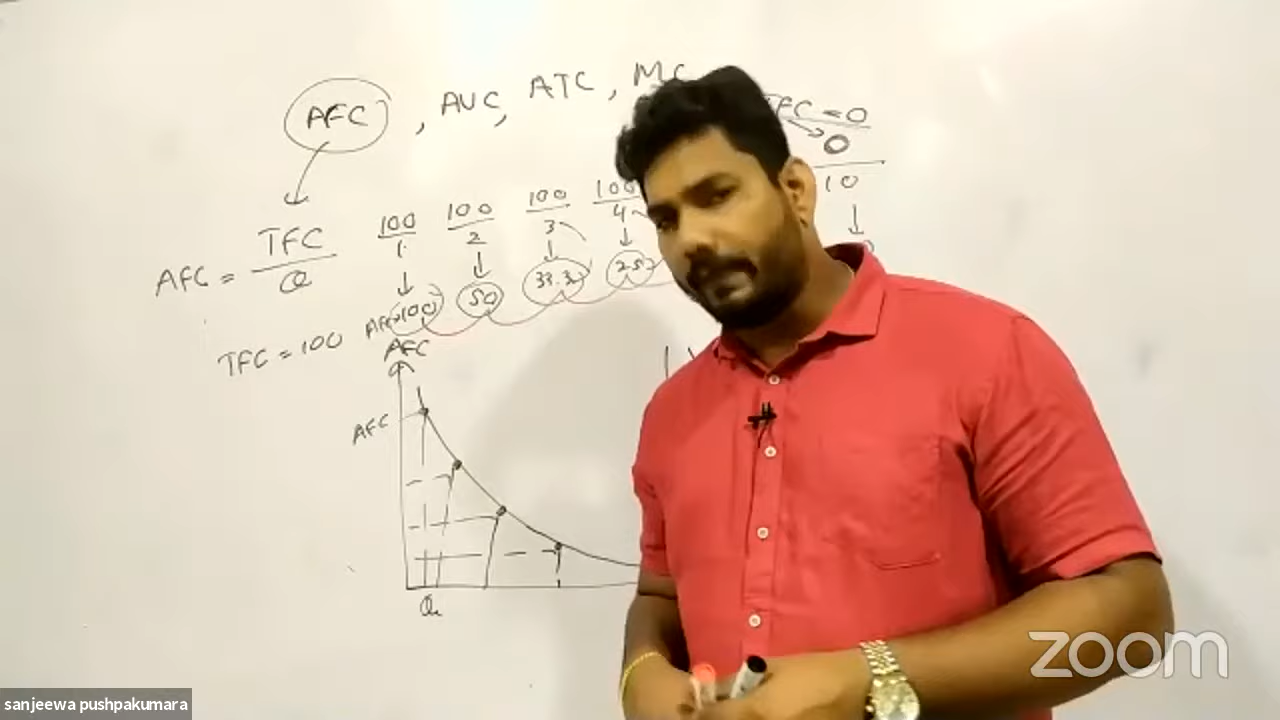 AFC , AVC, ATC, MC
TFC = 0
0
10
AFC = TFC
Q
100 100 100 100
1 2 3 4
AFC=100 50 33.3 25
TFC = 100
AFC
AFC
Q
zoom
sanjeewa pushpakumara